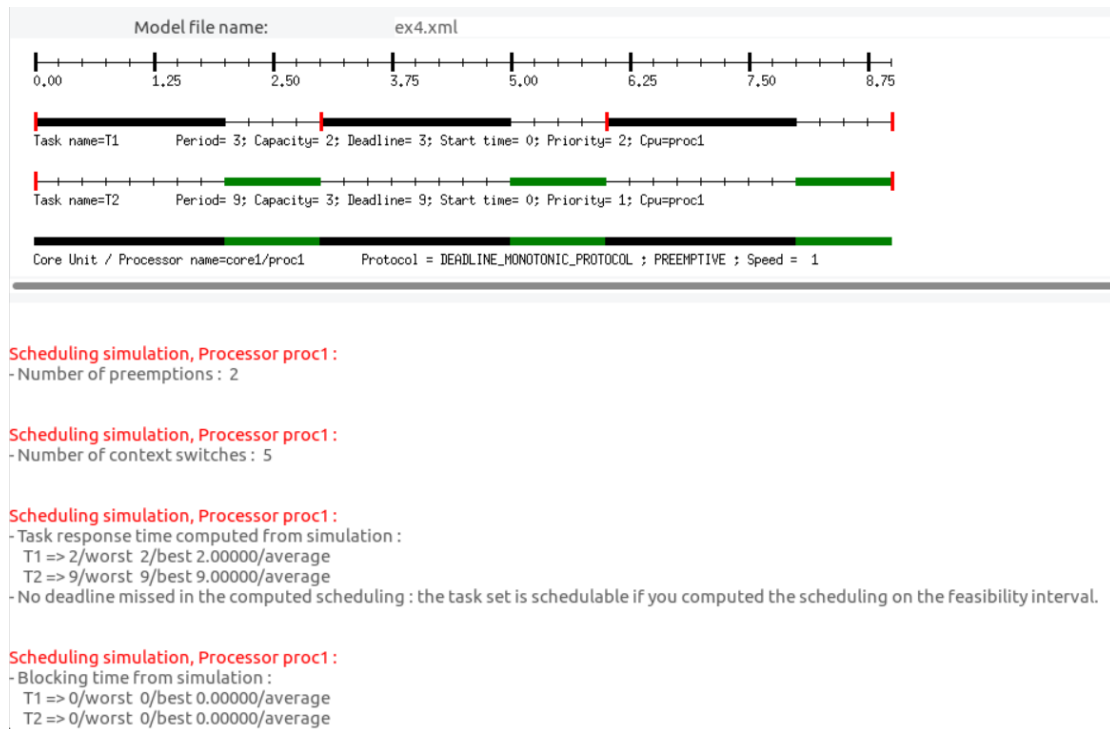 Model file name: ex4.xml
0.00 1.25 2.50 3.75 5.00 6.25 7.50 8.75
Task name=T1 Period= 3; Capacity= 2; Deadline= 3; Start time= 0; Priority= 2; Cpu=proc1
Task name=T2 Period= 9; Capacity= 3; Deadline= 9; Start time= 0; Priority= 1; Cpu=proc1
Core Unit / Processor name=core1/proc1 Protocol = DEADLINE_MONOTONIC_PROTOCOL ; PREEMPTIVE ; Speed = 1
Scheduling simulation, Processor proc1 :
- Number of preemptions : 2
Scheduling simulation, Processor proc1 :
- Number of context switches : 5
Scheduling simulation, Processor proc1 :
- Task response time computed from simulation :
T1 => 2/worst 2/best 2.00000/average
T2 => 9/worst 9/best 9.00000/average
- No deadline missed in the computed scheduling : the task set is schedulable if you computed the scheduling on the feasibility interval.
Scheduling simulation, Processor proc1 :
- Blocking time from simulation :
T1 => 0/worst 0/best 0.00000/average
T2 => 0/worst 0/best 0.00000/average